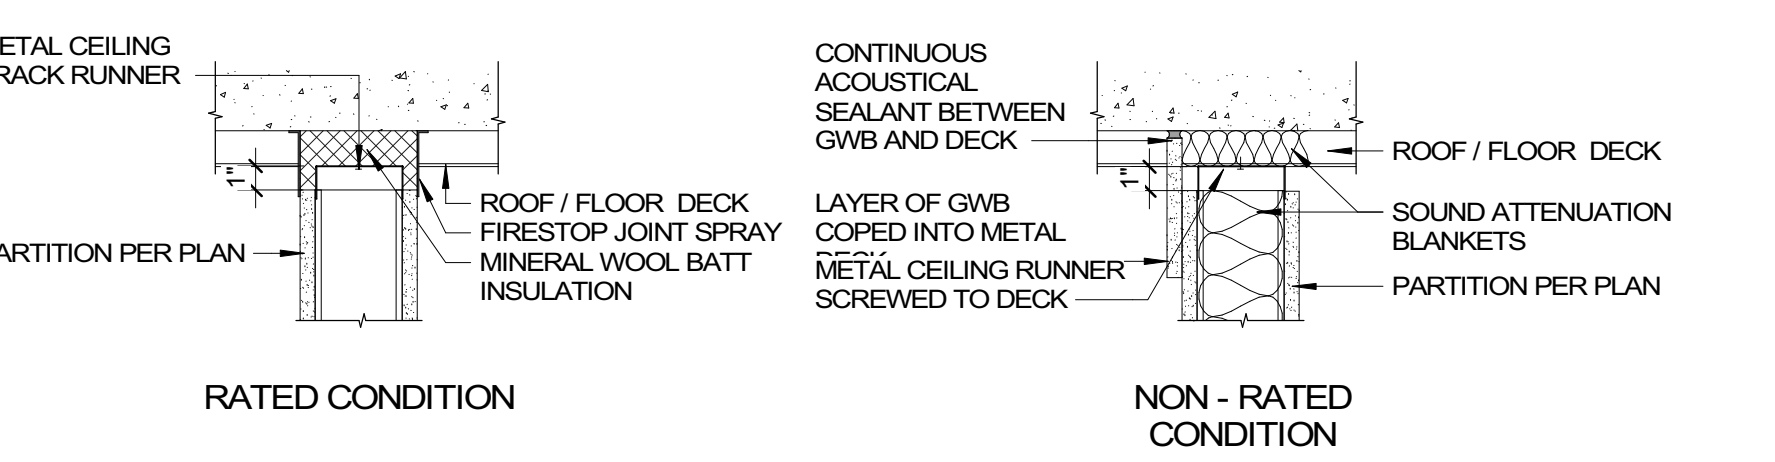 ETAL CEILING
RACK RUNNER
1"
ROOF / FLOOR DECK
FIRESTOP JOINT SPRAY
MINERAL WOOL BATT
INSULATION
ARTITION PER PLAN
RATED CONDITION
CONTINUOUS
ACOUSTICAL
SEALANT BETWEEN
GWB AND DECK
1"
LAYER OF GWB
COPED INTO METAL
DECK
METAL CEILING RUNNER
SCREWED TO DECK
ROOF / FLOOR DECK
SOUND ATTENUATION
BLANKETS
PARTITION PER PLAN
NON - RATED
CONDITION